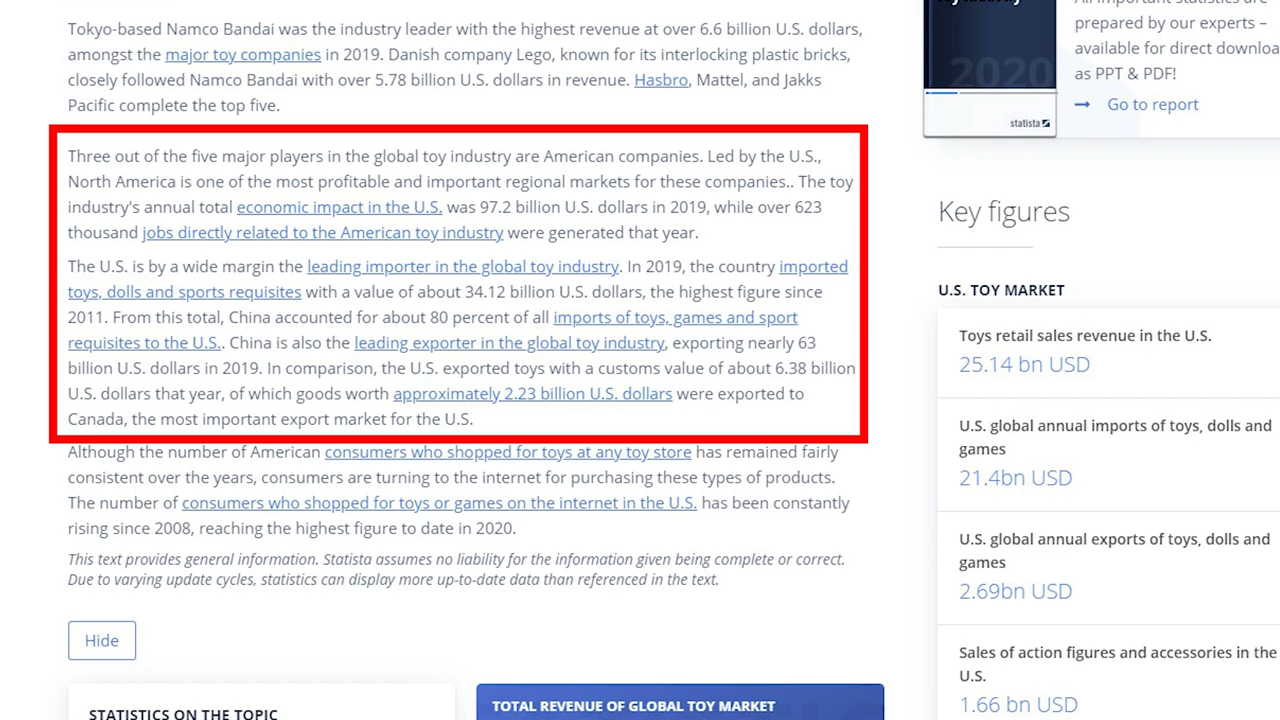 Tokyo-based Namco Bandai was the industry leader with the highest revenue at over 6.6 billion U.S. dollars,
amongst the major toy companies in 2019. Danish company Lego, known for its interlocking plastic bricks,
closely followed Namco Bandai with over 5.78 billion U.S. dollars in revenue. Hasbro, Mattel, and Jakks
Pacific complete the top five.
Three out of the five major players in the global toy industry are American companies. Led by the U.S.,
North America is one of the most profitable and important regional markets for these companies.. The toy
industry's annual total economic impact in the U.S. was 97.2 billion U.S. dollars in 2019, while over 623
thousand jobs directly related to the American toy industry were generated that year.
The U.S. is by a wide margin the leading importer in the global toy industry. In 2019, the country imported
toys, dolls and sports requisites with a value of about 34.12 billion U.S. dollars, the highest figure since
2011. From this total, China accounted for about 80 percent of all imports of toys, games and sport
requisites to the U.S.. China is also the leading exporter in the global toy industry, exporting nearly 63
billion U.S. dollars in 2019. In comparison, the U.S. exported toys with a customs value of about 6.38 billion
U.S. dollars that year, of which goods worth approximately 2.23 billion U.S. dollars were exported to
Canada, the most important export market for the U.S.
Although the number of American consumers who shopped for toys at any toy store has remained fairly
consistent over the years, consumers are turning to the internet for purchasing these types of products.
The number of consumers who shopped for toys or games on the internet in the U.S. has been constantly
rising since 2008, reaching the highest figure to date in 2020.
This text provides general information. Statista assumes no liability for the information given being complete or correct.
Due to varying update cycles, statistics can display more up-to-date data than referenced in the text.
Hide
STATISTICS ON THE TOPIC
TOTAL REVENUE OF GLOBAL TOY MARKET
2020
statista
prepared by our experts –
available for direct downloa
as PPT & PDF!
→ Go to report
Key figures
U.S. TOY MARKET
Toys retail sales revenue in the U.S.
25.14 bn USD
U.S. global annual imports of toys, dolls and
games
21.4bn USD
U.S. global annual exports of toys, dolls and
games
2.69bn USD
Sales of action figures and accessories in the
U.S.
1.66 bn USD